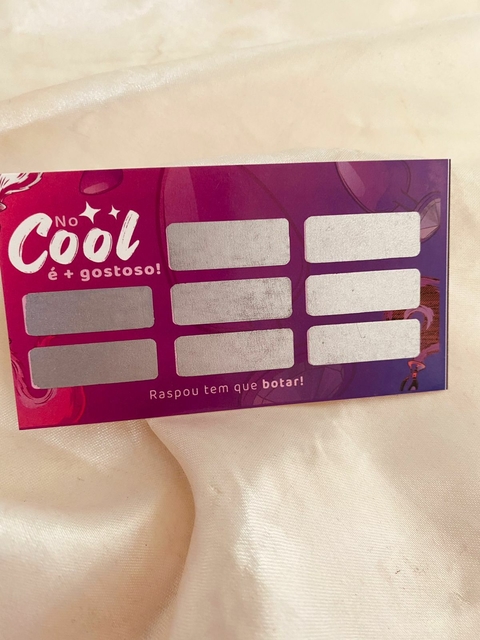 No
Cool
é + gostoso!
Raspou tem que botar!